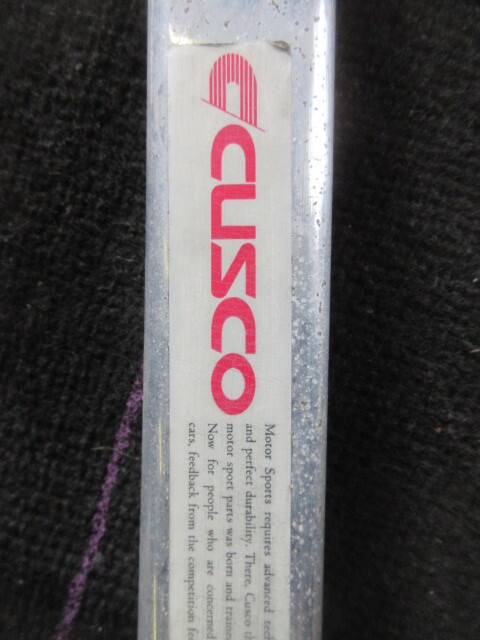 CUSCO
Motor Sports requires advanced
and perfect durability. There, Cusco
motor sport parts was born and
Now for people who are concerned
cars, feedback from the competition